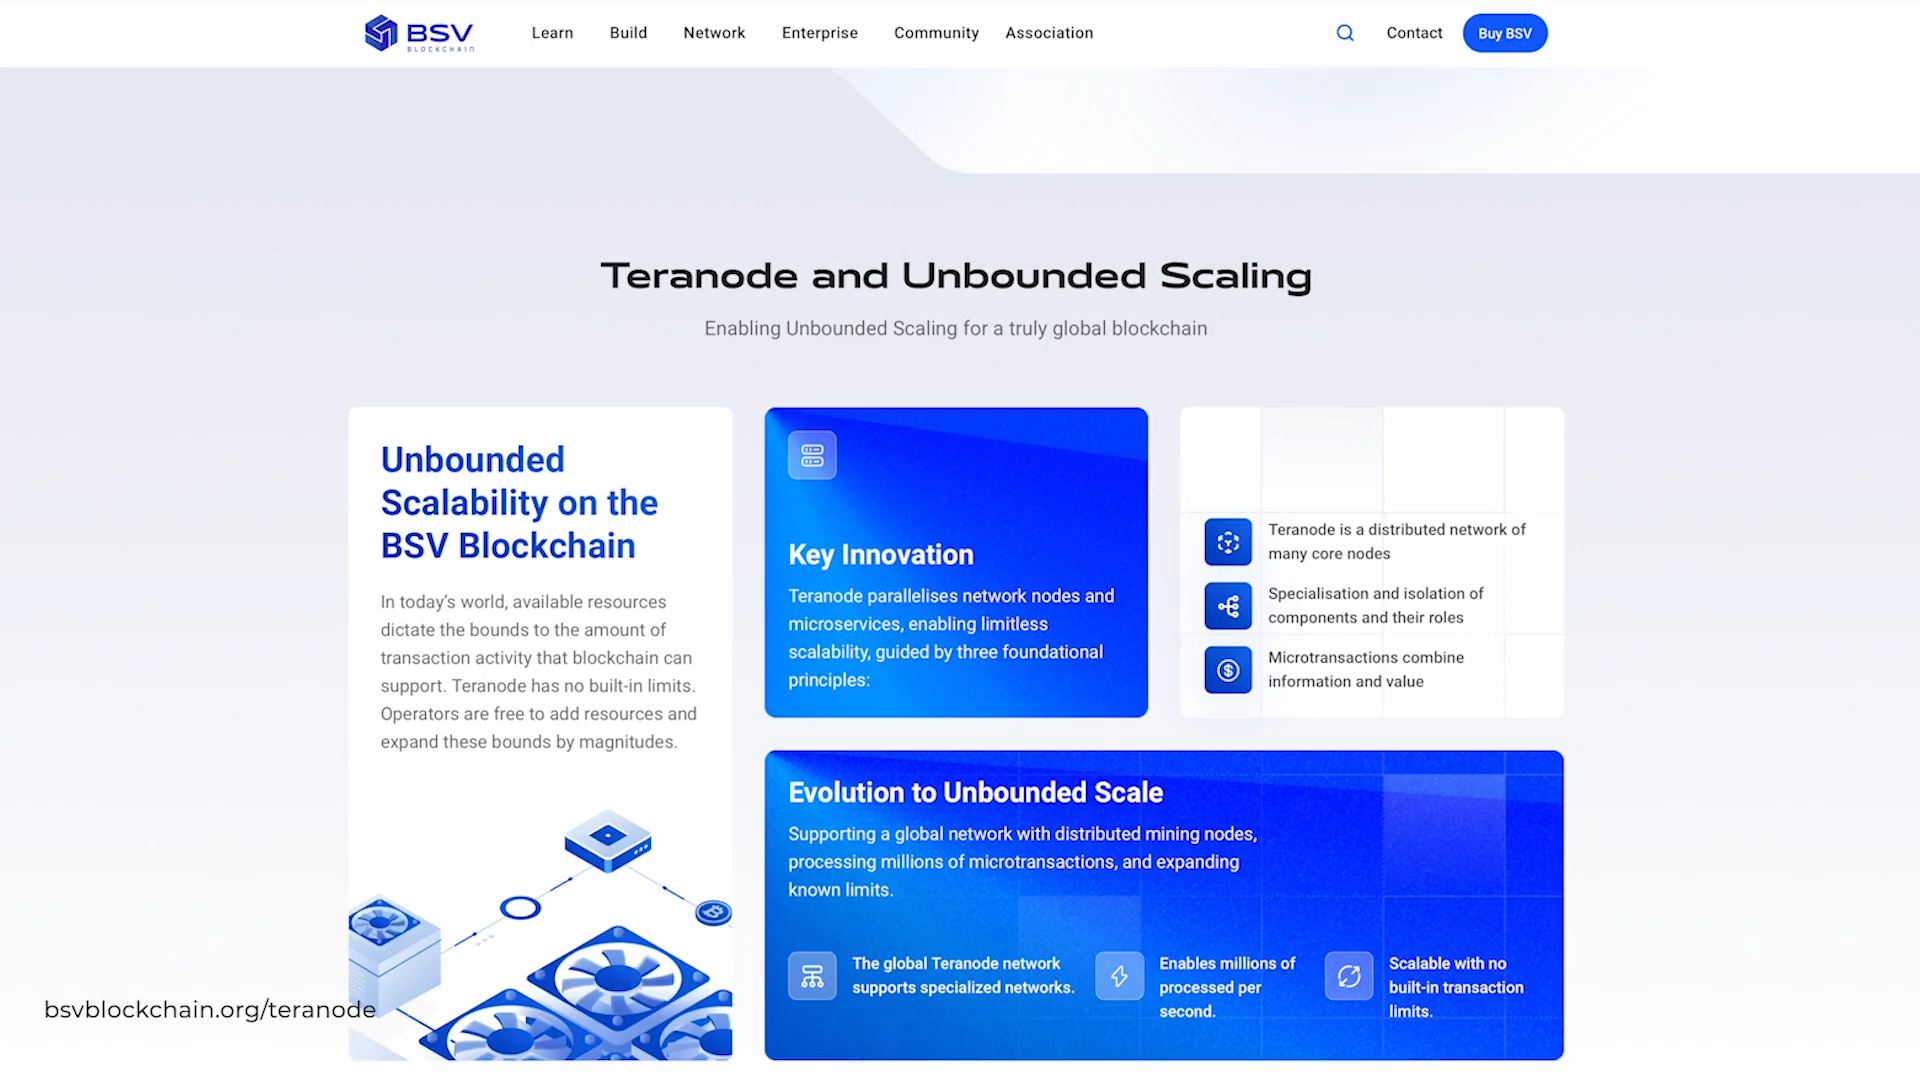 BSV
BLOCKCHAIN
Learn
Build
Network
Enterprise
Community
Association
Contact
Buy BSV
Teranode and Unbounded Scaling
Enabling Unbounded Scaling for a truly global blockchain
Unbounded
Scalability on the
BSV Blockchain
In today's world, available resources
dictate the bounds to the amount of
transaction activity that blockchain can
support. Teranode has no built-in limits.
Operators are free to add resources and
expand these bounds by magnitudes.
Key Innovation
Teranode parallelises network nodes and
microservices, enabling limitless
scalability, guided by three foundational
principles:
Teranode is a distributed network of
many core nodes
Specialisation and isolation of
components and their roles
Microtransactions combine
information and value
Evolution to Unbounded Scale
Supporting a global network with distributed mining nodes,
processing millions of microtransactions, and expanding
known limits.
The global Teranode network
supports specialized networks.
Enables millions of
processed per
second.
Scalable with no
built-in transaction
limits.
bsvblockchain.org/teranode